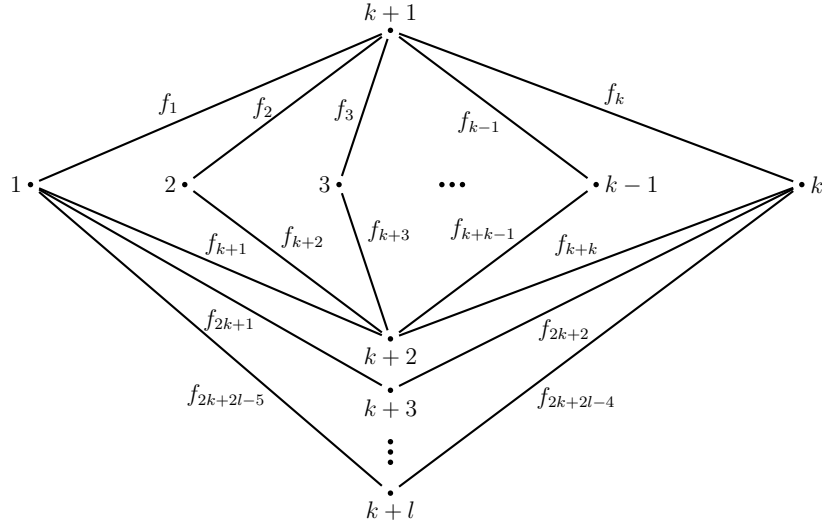 k + 1
f_1
f_2
f_3
f_{k−1}
f_k
1
2
3
...
k − 1
k
f_{k+1}
f_{k+2}
f_{k+3}
f_{k+k−1}
f_{k+k}
f_{2k+1}
f_{2k+2}
k + 2
f_{2k+2l−5}
k + 3
f_{2k+2l−4}
k + l